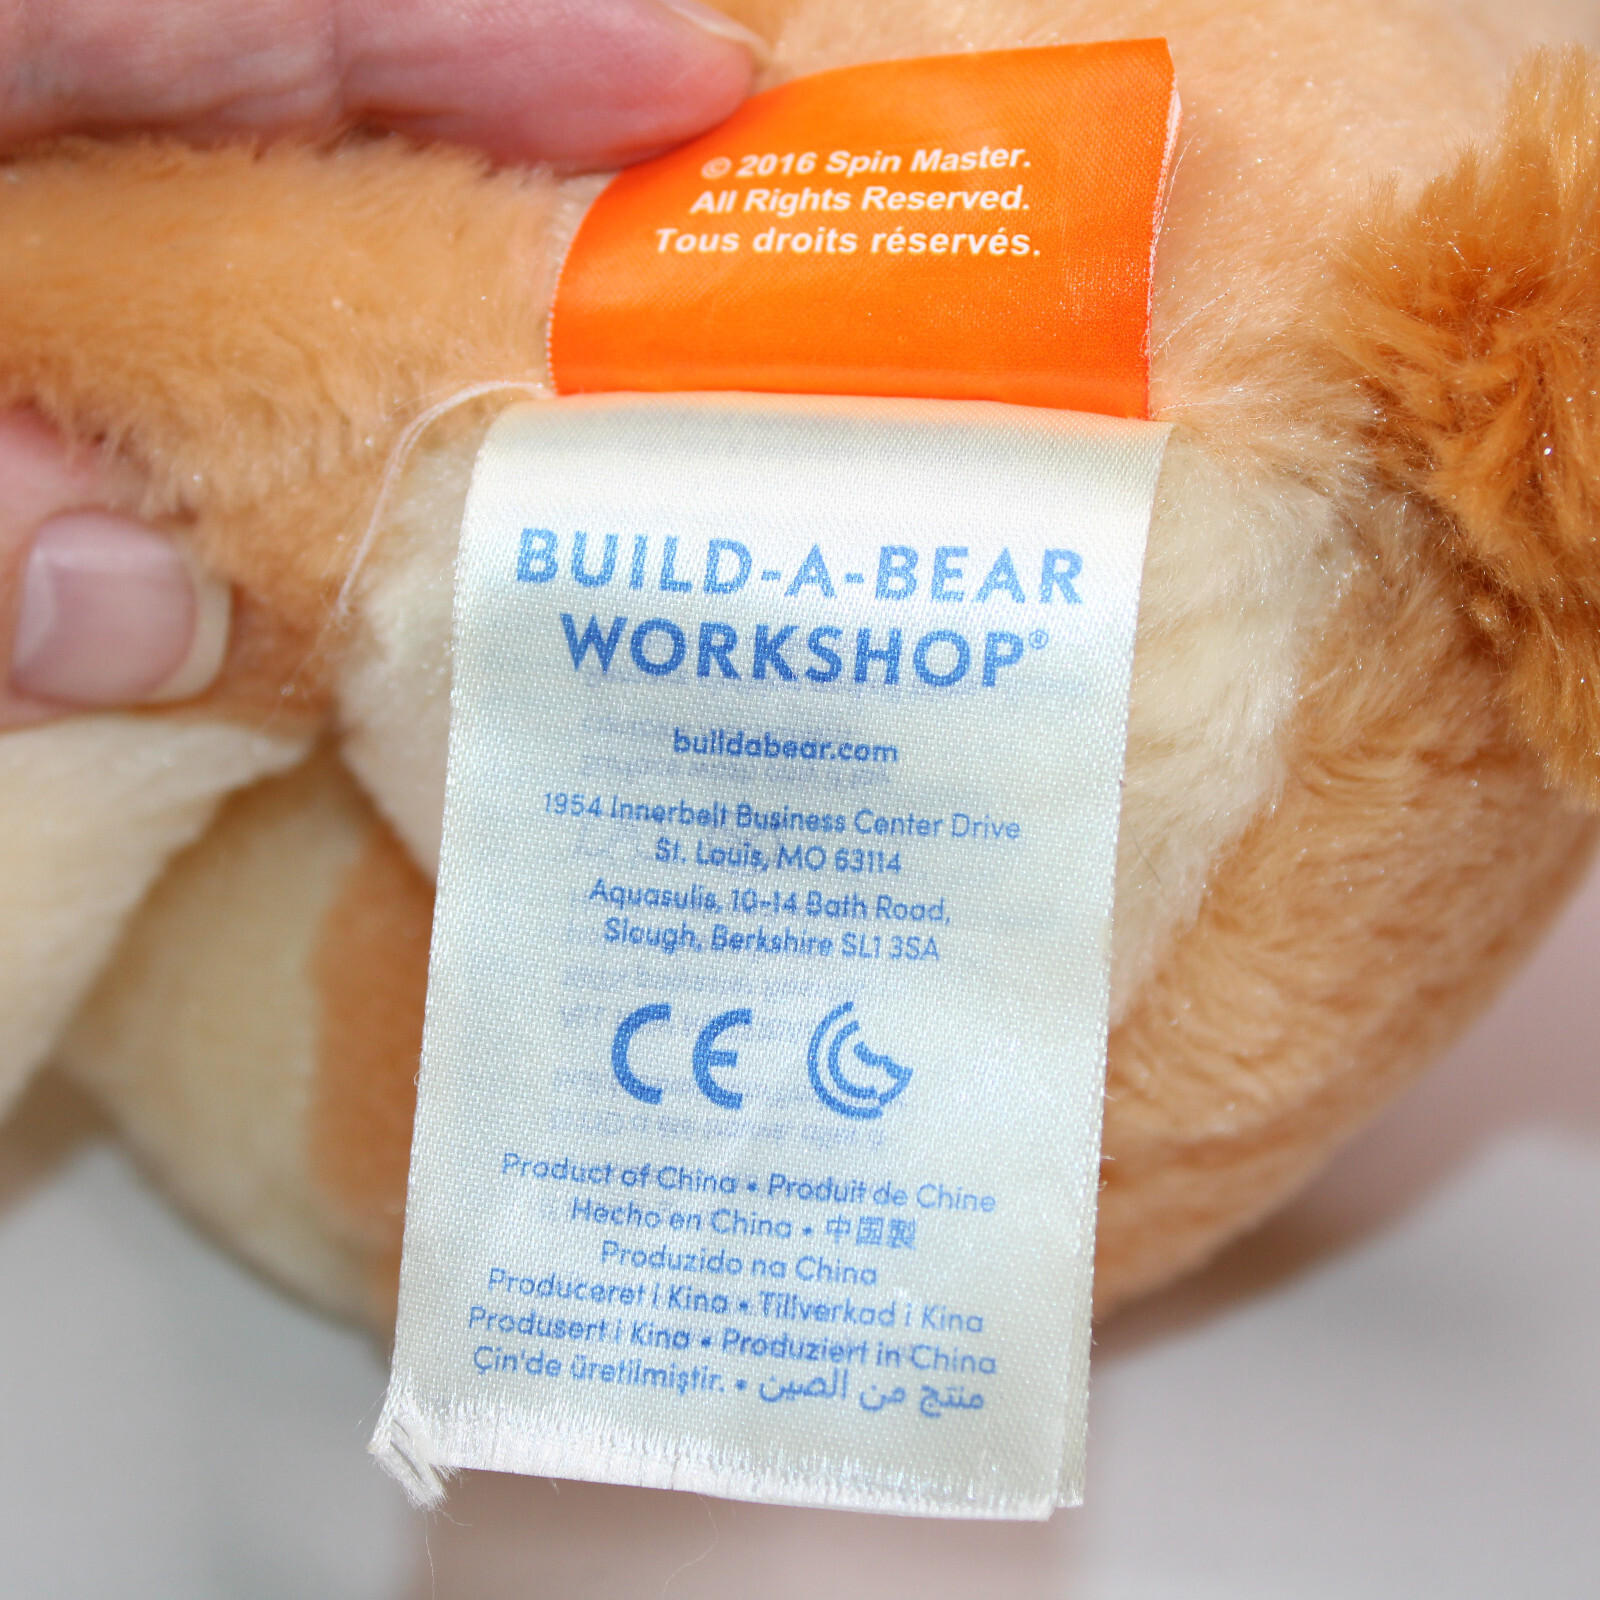 © 2016 Spin Master.
All Rights Reserved.
Tous droits réservés.
BUILD-A-BEAR
WORKSHOP®
buildabear.com
1954 Innerbelt Business Center Drive
St. Louis, MO 63114
Aquasulis, 10-14 Bath Road,
Slough, Berkshire SL1 3SA
CE
Product of China • Produit de Chine
Hecho en China • 中国製
Produzido na China
Produceret i Kina • Tillverkad i Kina
Produsert i Kina • Produziert in China
Çin'de üretilmiştir. • منتج من الصين